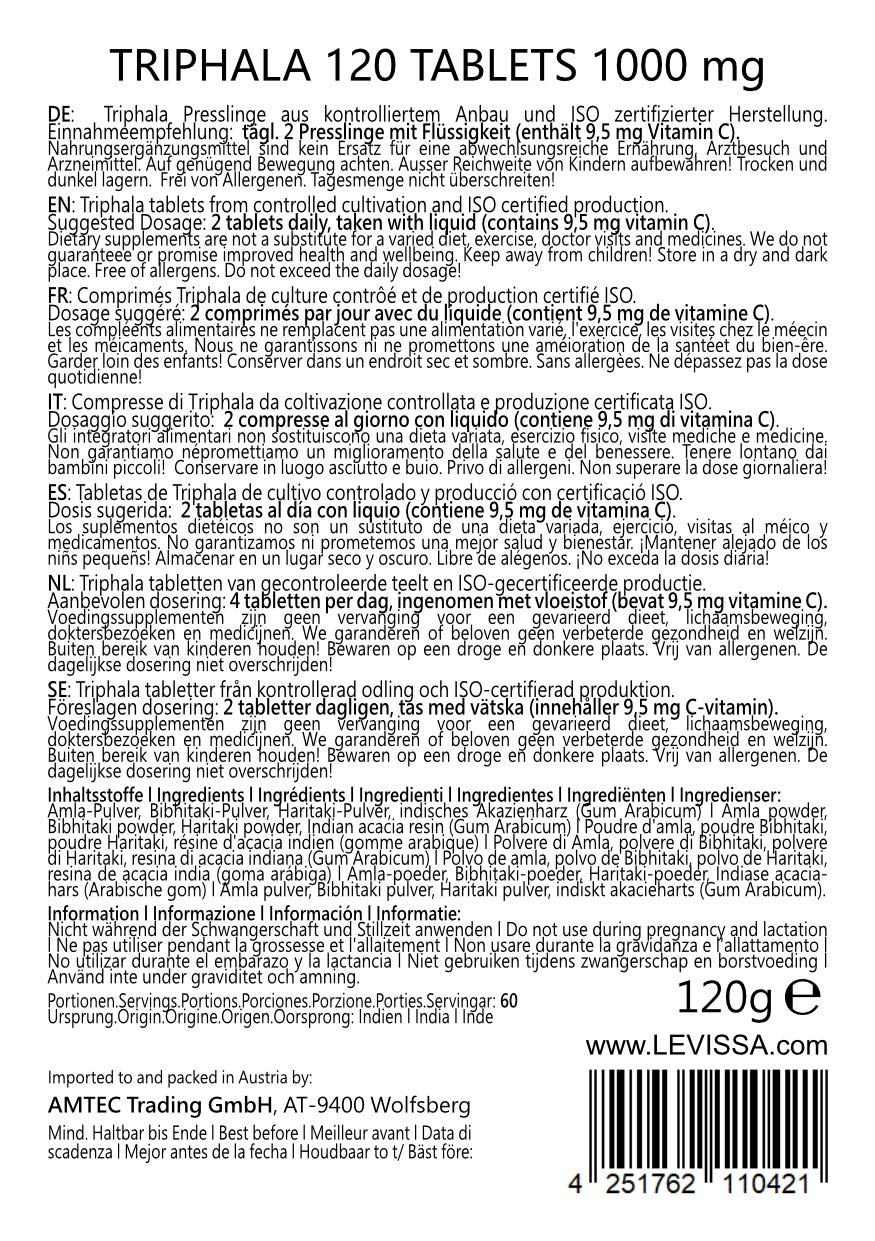 TRIPHALA 120 TABLETS 1000 mg
DE: Triphala Presslinge aus kontrolliertem Anbau und ISO zertifizierter Herstellung.
Einnahmeempfehlung: tägl. 2 Presslinge mit Flüssigkeit (enthält 9,5 mg Vitamin C).
Nahrungsergänzungsmittel sind kein Ersatz für eine abwechlsungsreiche Ernährung, Arztbesuch und
Arzneimittel. Auf genügend Bewegung achten. Ausser Reichweite von Kindern aufbewahren! Trocken und
dunkel lagern. Frei von Allergenen. Tagesmenge nicht überschreiten!
EN: Triphala tablets from controlled cultivation and ISO certified production.
Suggested Dosage: 2 tablets daily, taken with liquid (contains 9,5 mg vitamin C).
Dietary supplements are not a substitute for a varied diet, exercise, doctor visits and medicines. We do not
guaranteee or promise improved health and wellbeing. Keep away from children! Store in a dry and dark
place. Free of allergens. Do not exceed the daily dosage!
FR: Comprimés Triphala de culture contrôé et de production certifié ISO.
Dosage suggéré: 2 comprimés par jour avec du liquide (contient 9,5 mg de vitamine C).
Les compléents alimentaires ne remplacent pas une alimentation varié, l'exercice, les visites chez le méecin
et les méicaments. Nous ne garantissons ni ne promettons une améioration de la santéet du bien-êre.
Garder loin des enfants! Conserver dans un endroit sec et sombre. Sans allergèes. Ne dépassez pas la dose
quotidienne!
IT: Compresse di Triphala da coltivazione controllata e produzione certificata ISO.
Dosaggio suggerito: 2 compresse al giorno con liquido (contiene 9,5 mg di vitamina C).
Gli integratori alimentari non sostituiscono una dieta variata, esercizio fisico, visite mediche e medicine.
Non garantiamo népromettiamo un miglioramento della salute e del benessere. Tenere lontano dai
bambini piccoli! Conservare in luogo asciutto e buio. Privo di allergeni. Non superare la dose giornaliera!
ES: Tabletas de Triphala de cultivo controlado y producció con certificació ISO.
Dosis sugerida: 2 tabletas al día con liquio (contiene 9,5 mg de vitamina C).
Los suplementos dietéicos no son un sustituto de una dieta variada, ejercicio, visitas al méico y
medicamentos. No garantizamos ni prometemos una mejor salud y bienestar. ¡Mantener alejado de los
niñs pequeñs! Almacenar en un lugar seco y oscuro. Libre de alégenos. ¡No exceda la dosis diaria!
NL: Triphala tabletten van gecontroleerde teelt en ISO-gecertificeerde productie.
Aanbevolen dosering: 4 tabletten per dag, ingenomen met vloeistof (bevat 9,5 mg vitamine C).
Voedingssupplementen zijn geen vervanging voor een gevarieerd dieet, lichaamsbeweging,
doktersbezoeken en medicijnen. We garanderen of beloven geen verbeterde gezondheid en welzijn.
Buiten bereik van kinderen houden! Bewaren op een droge en donkere plaats. Vrij van allergenen. De
dagelijkse dosering niet overschrijden!
SE: Triphala tabletter från kontrollerad odling och ISO-certifierad produktion.
Föreslagen dosering: 2 tabletter dagligen, tas med vätska (innehåller 9,5 mg C-vitamin).
Voedingssupplementen zijn geen vervanging voor een gevarieerd dieet, lichaamsbeweging,
doktersbezoeken en medicijnen. We garanderen of beloven geen verbeterde gezondheid en welzijn.
Buiten bereik van kinderen houden! Bewaren op een droge en donkere plaats. Vrij van allergenen. De
dagelijkse dosering niet overschrijden!
Inhaltsstoffe l Ingredients l Ingrédients l Ingredienti l Ingredientes l Ingrediënten l Ingredienser:
Amla-Pulver, Bibhitaki-Pulver, Haritaki-Pulver, indisches Akazienharz (Gum Arabicum) l Amla powder,
Bibhitaki powder, Haritaki powder, Indian acacia resin (Gum Arabicum) l Poudre d'amla, poudre Bibhitaki,
poudre Haritaki, résine d'acacia indien (gomme arabique) l Polvere di Amla, polvere di Bibhitaki, polvere
di Haritaki, resina di acacia indiana (Gum Arabicum) l Polvo de amla, polvo de Bibhitaki, polvo de Haritaki,
resina de acacia india (goma arábiga) l Amla-poeder, Bibhitaki-poeder, Haritaki-poeder, Indiase acacia-
hars (Arabische gom) l Amla pulver, Bibhitaki pulver, Haritaki pulver, indiskt akacieharts (Gum Arabicum).
Information l Informazione l Información l Informatie:
Nicht während der Schwangerschaft und Stillzeit anwenden l Do not use during pregnancy and lactation
l Ne pas utiliser pendant la grossesse et l'allaitement l Non usare durante la gravidanza e l'allattamento l
No utilizar durante el embarazo y la lactancia l Niet gebruiken tijdens zwangerschap en borstvoeding l
Använd inte under graviditet och amning.
Portionen.Servings.Portions.Porciones.Porzione.Porties.Servingar: 60
Ursprung.Origin.Origine.Origen.Oorsprong: Indien l India l Inde
120g ℮
www.LEVISSA.com
Imported to and packed in Austria by:
AMTEC Trading GmbH, AT-9400 Wolfsberg
Mind. Haltbar bis Ende l Best before l Meilleur avant l Data di
scadenza l Mejor antes de la fecha l Houdbaar to t/ Bäst före:
4 251762 110421